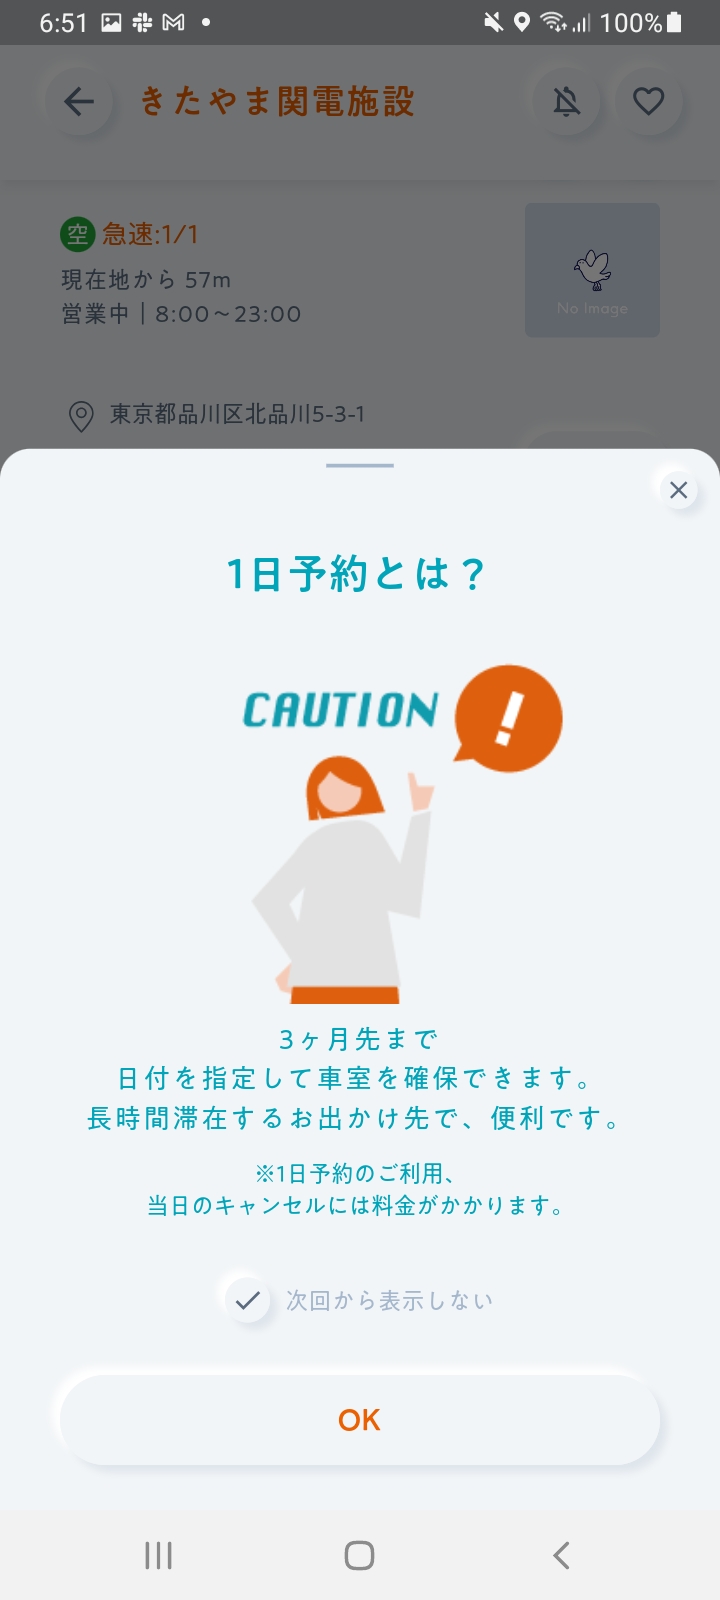 6:51
100%
きたやま関電施設
空 急速:1/1
現在地から 57m
営業中｜8:00〜23:00
No Image
東京都品川区北品川5-3-1
1日予約とは？
CAUTION !
3ヶ月先まで
日付を指定して車室を確保できます。
長時間滞在するお出かけ先で、便利です。
※1日予約のご利用、
当日のキャンセルには料金がかかります。
次回から表示しない
OK